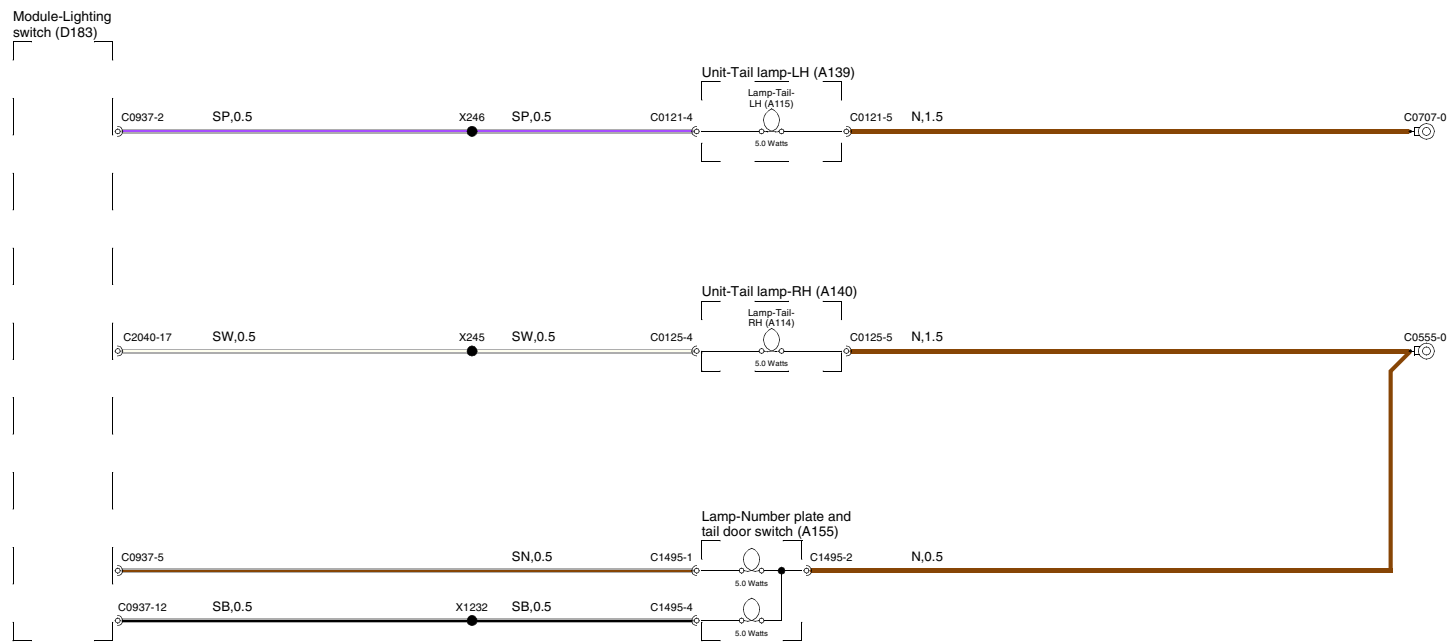 Module-Lighting
switch (D183)
Unit-Tail lamp-LH (A139)
Lamp-Tail-
LH (A115)
C0937-2 SP,0.5 X246 SP,0.5 C0121-4 C0121-5 N,1.5 C0707-0
5.0 Watts
Unit-Tail lamp-RH (A140)
Lamp-Tail-
RH (A114)
C2040-17 SW,0.5 X245 SW,0.5 C0125-4 C0125-5 N,1.5 C0555-0
5.0 Watts
Lamp-Number plate and
tail door switch (A155)
C0937-5 SN,0.5 C1495-1 C1495-2 N,0.5
5.0 Watts
C0937-12 SB,0.5 X1232 SB,0.5 C1495-4
5.0 Watts